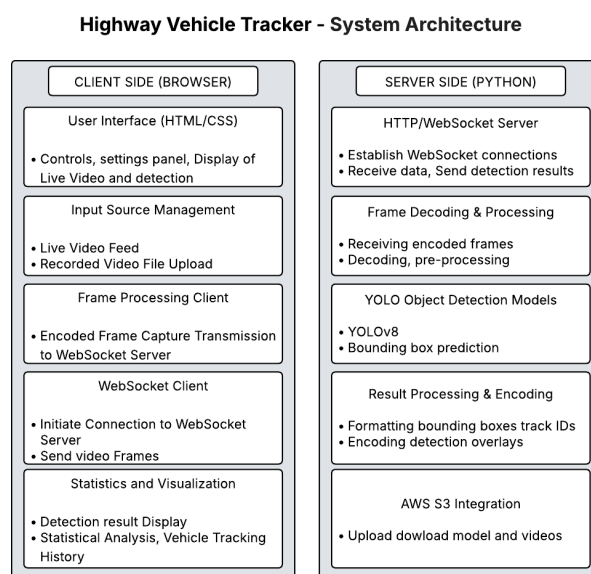 Highway Vehicle Tracker - System Architecture
CLIENT SIDE (BROWSER)
User Interface (HTML/CSS)
• Controls, settings panel, Display of
Live Video and detection
Input Source Management
• Live Video Feed
• Recorded Video File Upload
Frame Processing Client
• Encoded Frame Capture Transmission
to WebSocket Server
WebSocket Client
• Initiate Connection to WebSocket
Server
• Send video Frames
Statistics and Visualization
• Detection result Display
• Statistical Analysis, Vehicle Tracking
History
SERVER SIDE (PYTHON)
HTTP/WebSocket Server
• Establish WebSocket connections
• Receive data, Send detection results
Frame Decoding & Processing
• Receiving encoded frames
• Decoding, pre-processing
YOLO Object Detection Models
• YOLOv8
• Bounding box prediction
Result Processing & Encoding
• Formatting bounding boxes track IDs
• Encoding detection overlays
AWS S3 Integration
• Upload dowload model and videos